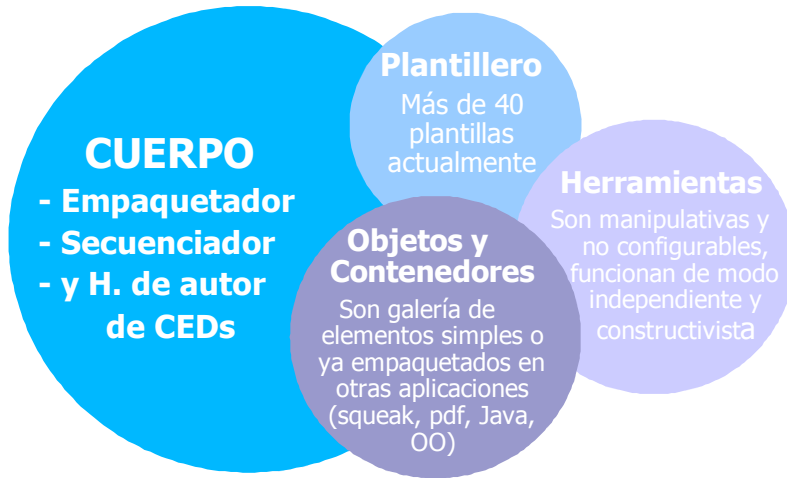 CUERPO
- Empaquetador
- Secuenciador
- y H. de autor
de CEDs
Plantillero
Más de 40
plantillas
actualmente
Herramientas
Son manipulativas y
no configurables,
funcionan de modo
independiente y
constructivista
Objetos y
Contenedores
Son galería de
elementos simples o
ya empaquetados en
otras aplicaciones
(squeak, pdf, Java,
OO)